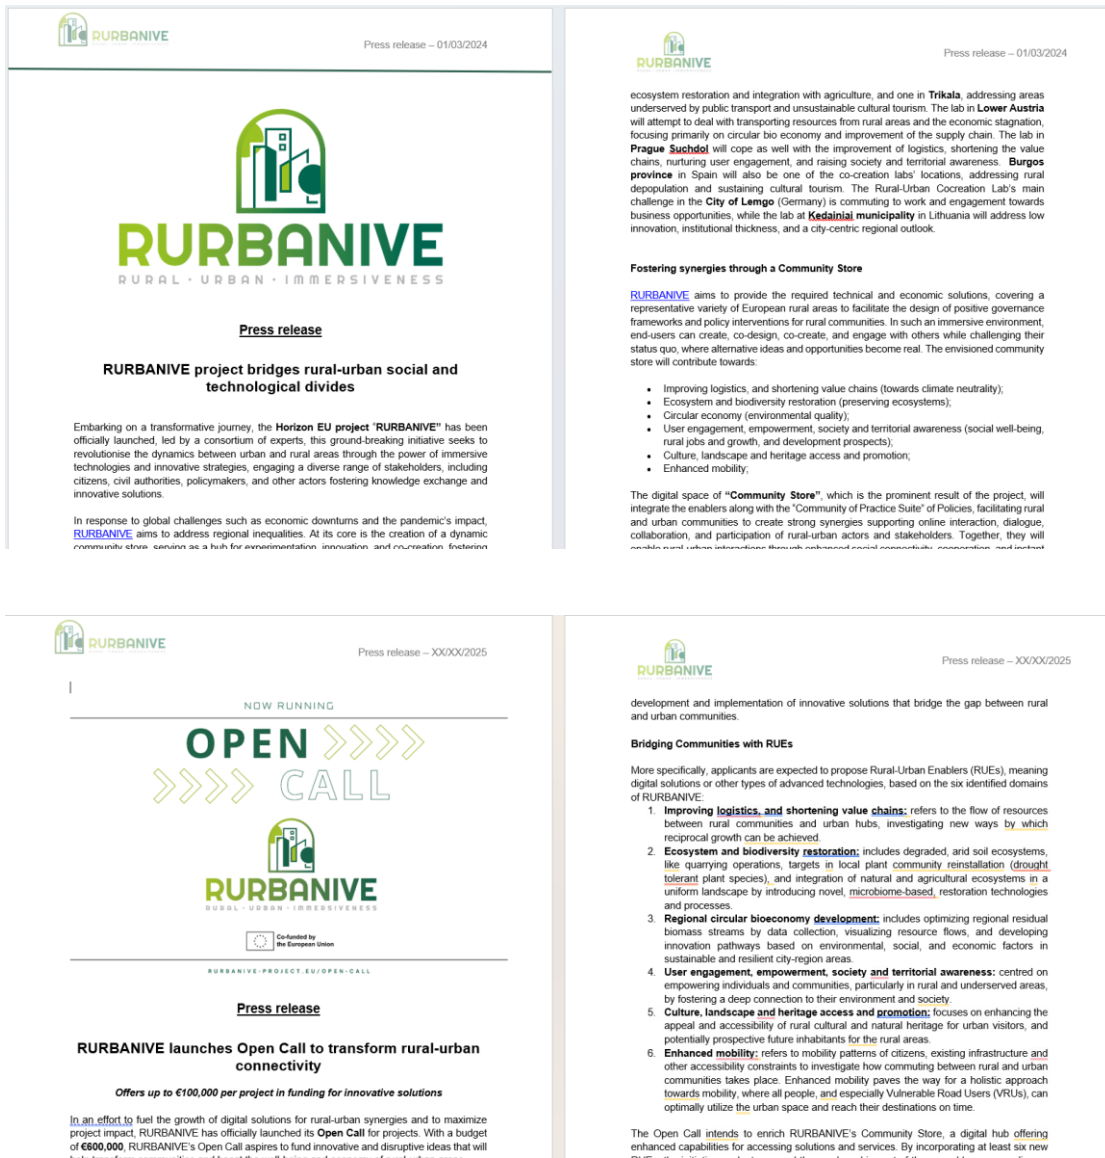 RURBANIVE
Press release – 01/03/2024
RURBANIVE
RURAL · URBAN · IMMERSIVENESS
Press release
RURBANIVE project bridges rural-urban social and
technological divides
Embarking on a transformative journey, the Horizon EU project "RURBANIVE" has been
officially launched, led by a consortium of experts, this ground-breaking initiative seeks to
revolutionise the dynamics between urban and rural areas through the power of immersive
technologies and innovative strategies, engaging a diverse range of stakeholders, including
citizens, civil authorities, policymakers, and other actors fostering knowledge exchange and
innovative solutions.
In response to global challenges such as economic downturns and the pandemic's impact,
RURBANIVE aims to address regional inequalities. At its core is the creation of a dynamic
community store, serving as a hub for experimentation, innovation, and co-creation, fostering
RURBANIVE
Press release – 01/03/2024
ecosystem restoration and integration with agriculture, and one in Trikala, addressing areas
underserved by public transport and unsustainable cultural tourism. The lab in Lower Austria
will attempt to deal with transporting resources from rural areas and the economic stagnation,
focusing primarily on circular bio economy and improvement of the supply chain. The lab in
Prague Suchdol will cope as well with the improvement of logistics, shortening the value
chains, nurturing user engagement, and raising society and territorial awareness. Burgos
province in Spain will also be one of the co-creation labs' locations, addressing rural
depopulation and sustaining cultural tourism. The Rural-Urban Cocreation Lab's main
challenge in the City of Lemgo (Germany) is commuting to work and engagement towards
business opportunities, while the lab at Kedainiai municipality in Lithuania will address low
innovation, institutional thickness, and a city-centric regional outlook.
Fostering synergies through a Community Store
RURBANIVE aims to provide the required technical and economic solutions, covering a
representative variety of European rural areas to facilitate the design of positive governance
frameworks and policy interventions for rural communities. In such an immersive environment,
end-users can create, co-design, co-create, and engage with others while challenging their
status quo, where alternative ideas and opportunities become real. The envisioned community
store will contribute towards:
• Improving logistics, and shortening value chains (towards climate neutrality);
• Ecosystem and biodiversity restoration (preserving ecosystems);
• Circular economy (environmental quality);
• User engagement, empowerment, society and territorial awareness (social well-being,
rural jobs and growth, and development prospects);
• Culture, landscape and heritage access and promotion;
• Enhanced mobility;
The digital space of "Community Store", which is the prominent result of the project, will
integrate the enablers along with the "Community of Practice Suite" of Policies, facilitating rural
and urban communities to create strong synergies supporting online interaction, dialogue,
collaboration, and participation of rural-urban actors and stakeholders. Together, they will
enable rural-urban interactions through enhanced social connectivity, cooperation, and instant
RURBANIVE
Press release – XX/XX/2025
NOW RUNNING
OPEN
CALL
RURBANIVE
RURAL · URBAN · IMMERSIVENESS
Co-funded by
the European Union
RURBANIVE-PROJECT.EU/OPEN-CALL
Press release
RURBANIVE launches Open Call to transform rural-urban
connectivity
Offers up to €100,000 per project in funding for innovative solutions
In an effort to fuel the growth of digital solutions for rural-urban synergies and to maximize
project impact, RURBANIVE has officially launched its Open Call for projects. With a budget
of €600,000, RURBANIVE's Open Call aspires to fund innovative and disruptive ideas that will
RURBANIVE
Press release – XX/XX/2025
development and implementation of innovative solutions that bridge the gap between rural
and urban communities.
Bridging Communities with RUEs
More specifically, applicants are expected to propose Rural-Urban Enablers (RUEs), meaning
digital solutions or other types of advanced technologies, based on the six identified domains
of RURBANIVE:
1. Improving logistics, and shortening value chains: refers to the flow of resources
between rural communities and urban hubs, investigating new ways by which
reciprocal growth can be achieved.
2. Ecosystem and biodiversity restoration: includes degraded, arid soil ecosystems,
like quarrying operations, targets in local plant community reinstallation (drought
tolerant plant species), and integration of natural and agricultural ecosystems in a
uniform landscape by introducing novel, microbiome-based, restoration technologies
and processes.
3. Regional circular bioeconomy development: includes optimizing regional residual
biomass streams by data collection, visualizing resource flows, and developing
innovation pathways based on environmental, social, and economic factors in
sustainable and resilient city-region areas.
4. User engagement, empowerment, society and territorial awareness: centred on
empowering individuals and communities, particularly in rural and underserved areas,
by fostering a deep connection to their environment and society.
5. Culture, landscape and heritage access and promotion: focuses on enhancing the
appeal and accessibility of rural cultural and natural heritage for urban visitors, and
potentially prospective future inhabitants for the rural areas.
6. Enhanced mobility: refers to mobility patterns of citizens, existing infrastructure and
other accessibility constraints to investigate how commuting between rural and urban
communities takes place. Enhanced mobility paves the way for a holistic approach
towards mobility, where all people, and especially Vulnerable Road Users (VRUs), can
optimally utilize the urban space and reach their destinations on time.
The Open Call intends to enrich RURBANIVE's Community Store, a digital hub offering
enhanced capabilities for accessing solutions and services. By incorporating at least six new